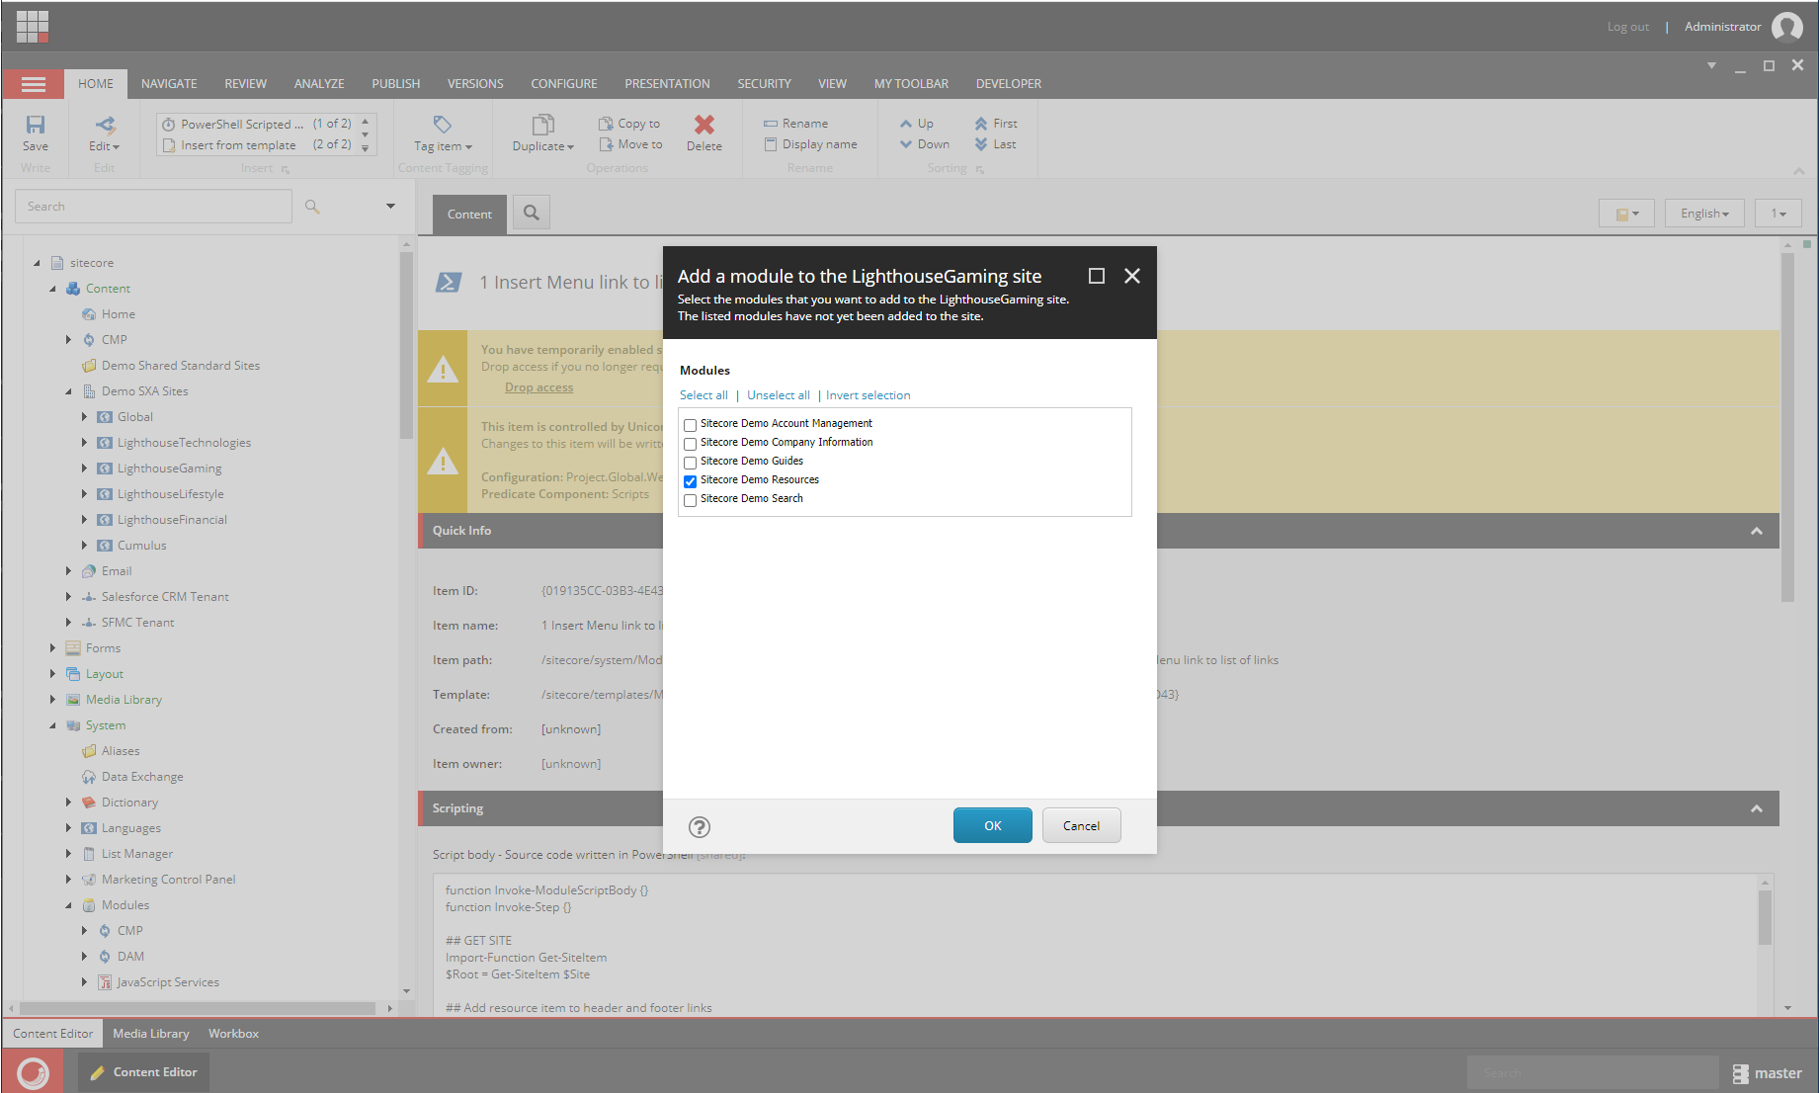 Log out | Administrator
HOME NAVIGATE REVIEW ANALYZE PUBLISH VERSIONS CONFIGURE PRESENTATION SECURITY VIEW MY TOOLBAR DEVELOPER
Save
Write
Edit
Edit
PowerShell Scripted ... (1 of 2)
Insert from template (2 of 2)
Insert
Tag item
Content Tagging
Duplicate
Copy to
Move to
Delete
Operations
Rename
Display name
Rename
Up
Down
First
Last
Sorting
Search
sitecore
Content
Home
CMP
Demo Shared Standard Sites
Demo SXA Sites
Global
LighthouseTechnologies
LighthouseGaming
LighthouseLifestyle
LighthouseFinancial
Cumulus
Email
Salesforce CRM Tenant
SFMC Tenant
Forms
Layout
Media Library
System
Aliases
Data Exchange
Dictionary
Languages
List Manager
Marketing Control Panel
Modules
CMP
DAM
JavaScript Services
Content
English
1
1 Insert Menu link to li
You have temporarily enabled s
Drop access if you no longer requ
Drop access
This item is controlled by Unicor
Changes to this item will be writt
Configuration: Project.Global.We
Predicate Component: Scripts
Quick Info
Item ID: {019135CC-03B3-4E43
Item name: 1 Insert Menu link to li
Item path: /sitecore/system/Mod enu link to list of links
Template: /sitecore/templates/M 043}
Created from: [unknown]
Item owner: [unknown]
Scripting
Script body - Source code written in PowerShell [shared]:
function Invoke-ModuleScriptBody {}
function Invoke-Step {}
## GET SITE
Import-Function Get-SiteItem
$Root = Get-SiteItem $Site
## Add resource item to header and footer links
Add a module to the LighthouseGaming site
Select the modules that you want to add to the LighthouseGaming site.
The listed modules have not yet been added to the site.
Modules
Select all | Unselect all | Invert selection
Sitecore Demo Account Management
Sitecore Demo Company Information
Sitecore Demo Guides
Sitecore Demo Resources
Sitecore Demo Search
?
OK
Cancel
Content Editor Media Library Workbox
Content Editor
Search
master